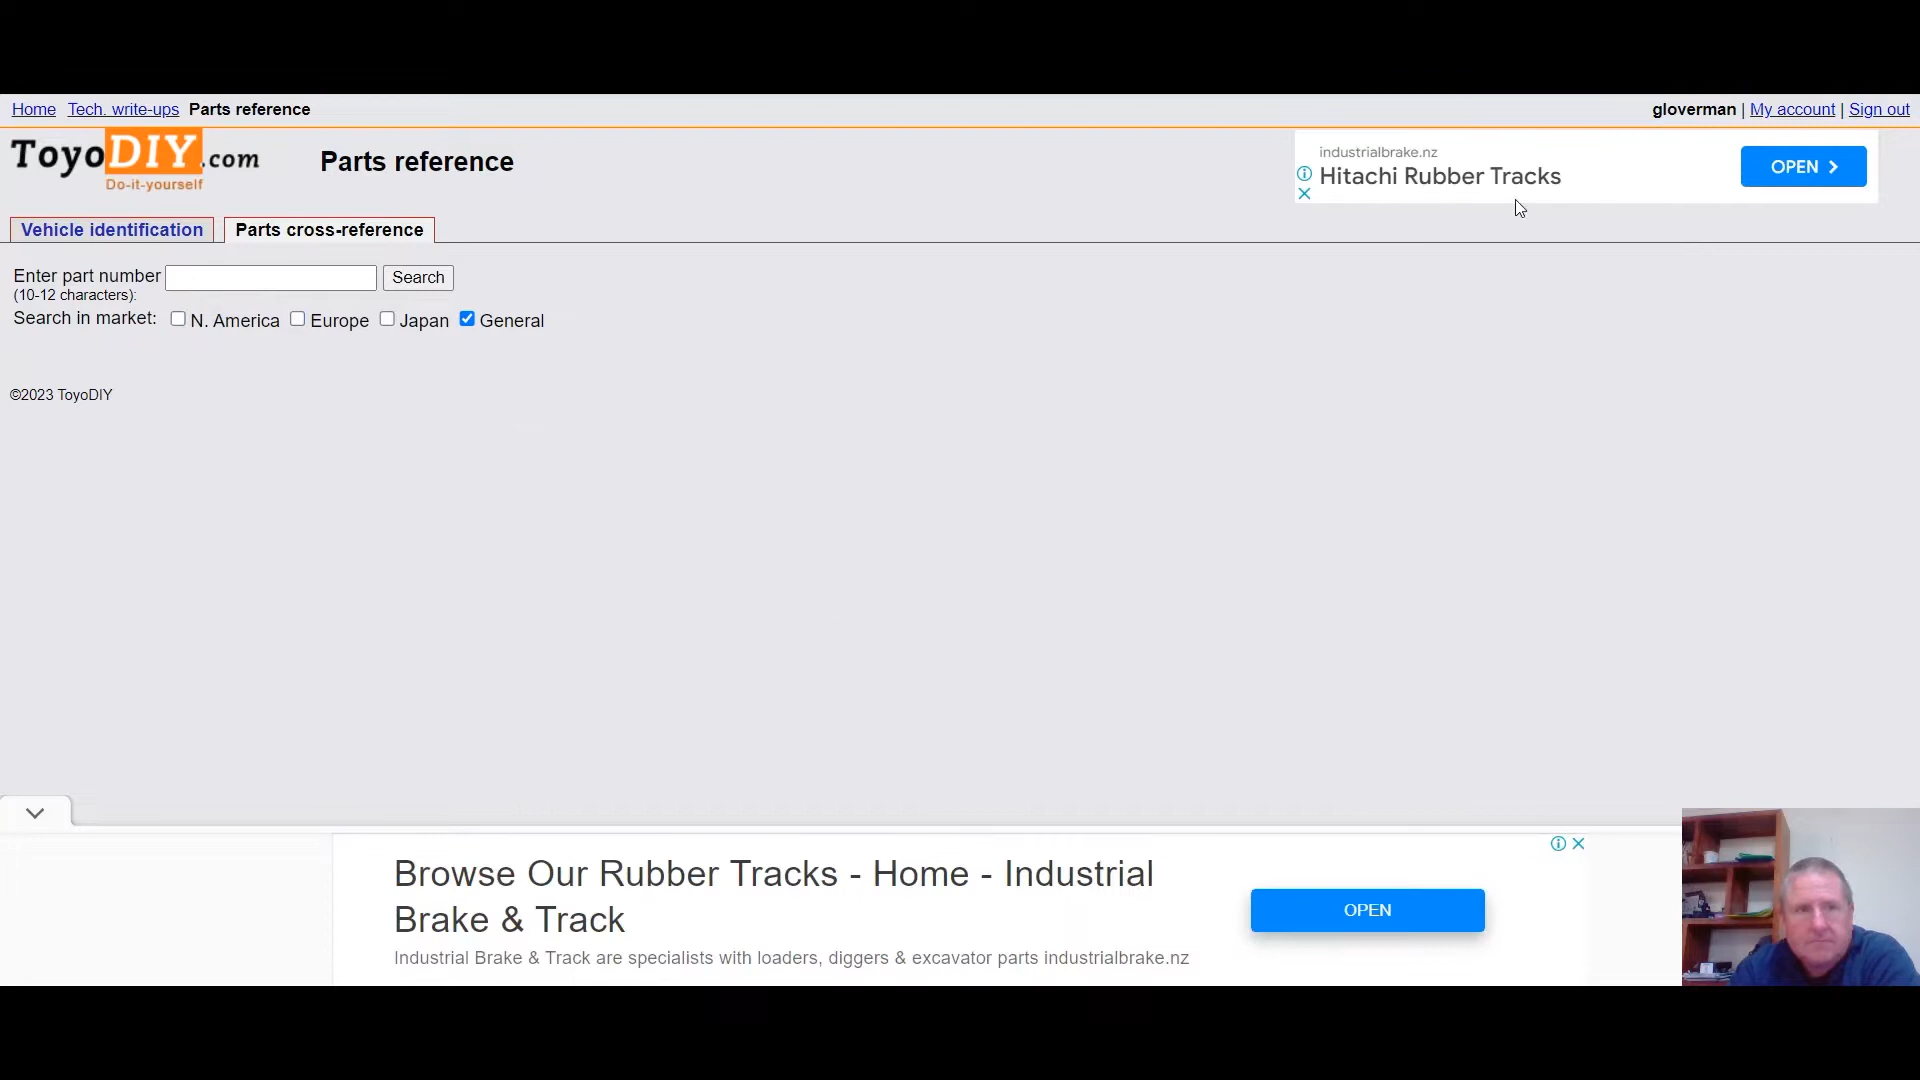 Home Tech. write-ups Parts reference gloverman | My account | Sign out
ToyoDIY.com
Do-it-yourself
Parts reference
industrialbrake.nz
Hitachi Rubber Tracks
OPEN
Vehicle identification Parts cross-reference
Enter part number Search
(10-12 characters):
Search in market: N. America Europe Japan General
©2023 ToyoDIY
Browse Our Rubber Tracks - Home - Industrial
Brake & Track
OPEN
Industrial Brake & Track are specialists with loaders, diggers & excavator parts industrialbrake.nz